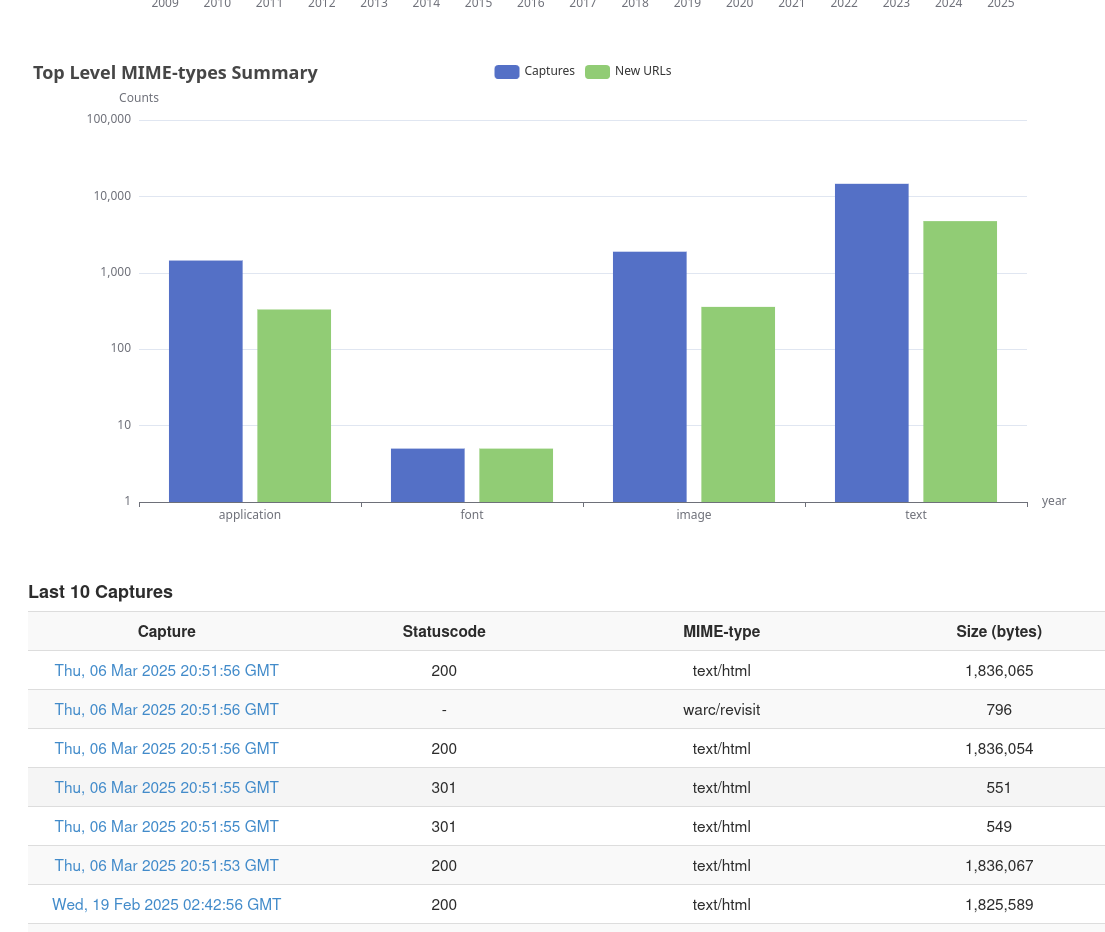 2009 2010 2011 2012 2013 2014 2015 2016 2017 2018 2019 2020 2021 2022 2023 2024 2025
Top Level MIME-types Summary
Captures New URLs
Counts
100,000
10,000
1,000
100
10
1
application font image text
year
Last 10 Captures
Capture Statuscode MIME-type Size (bytes)
Thu, 06 Mar 2025 20:51:56 GMT 200 text/html 1,836,065
Thu, 06 Mar 2025 20:51:56 GMT - warc/revisit 796
Thu, 06 Mar 2025 20:51:56 GMT 200 text/html 1,836,054
Thu, 06 Mar 2025 20:51:55 GMT 301 text/html 551
Thu, 06 Mar 2025 20:51:55 GMT 301 text/html 549
Thu, 06 Mar 2025 20:51:53 GMT 200 text/html 1,836,067
Wed, 19 Feb 2025 02:42:56 GMT 200 text/html 1,825,589